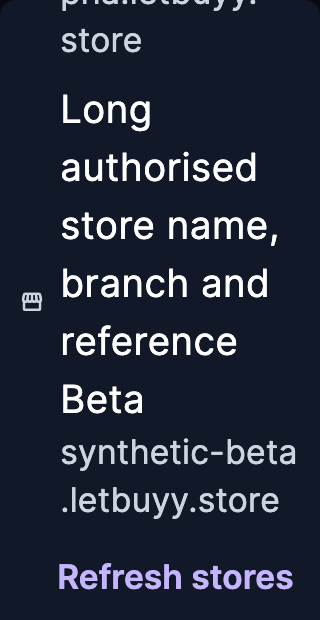 store
Long
authorised
store name,
branch and
reference
Beta
synthetic-beta
.letbuyy.store
Refresh stores